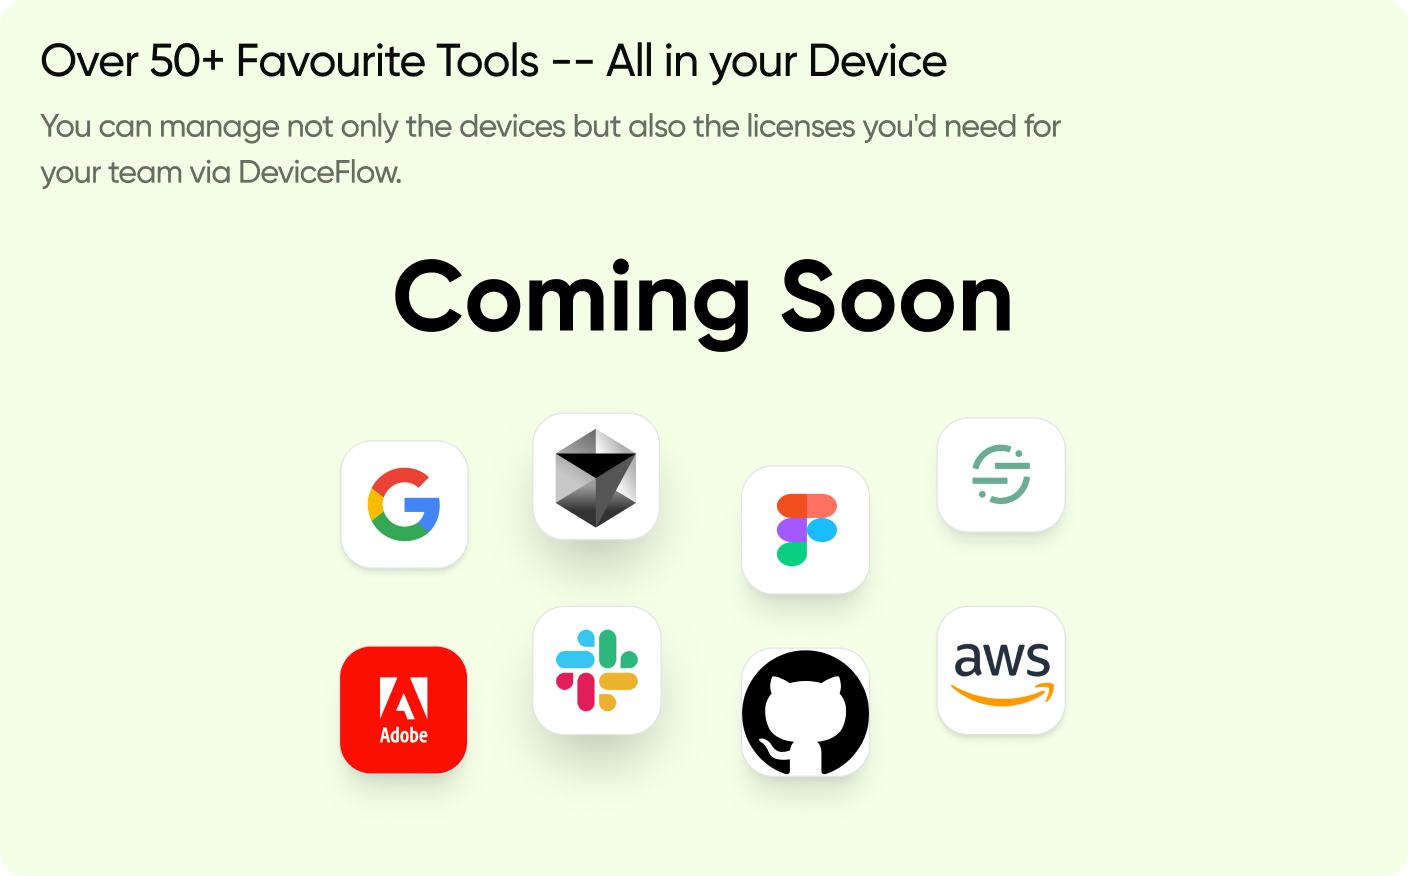 Over 50+ Favourite Tools -- All in your Device
You can manage not only the devices but also the licenses you'd need for
your team via DeviceFlow.
Coming Soon
Adobe
aws